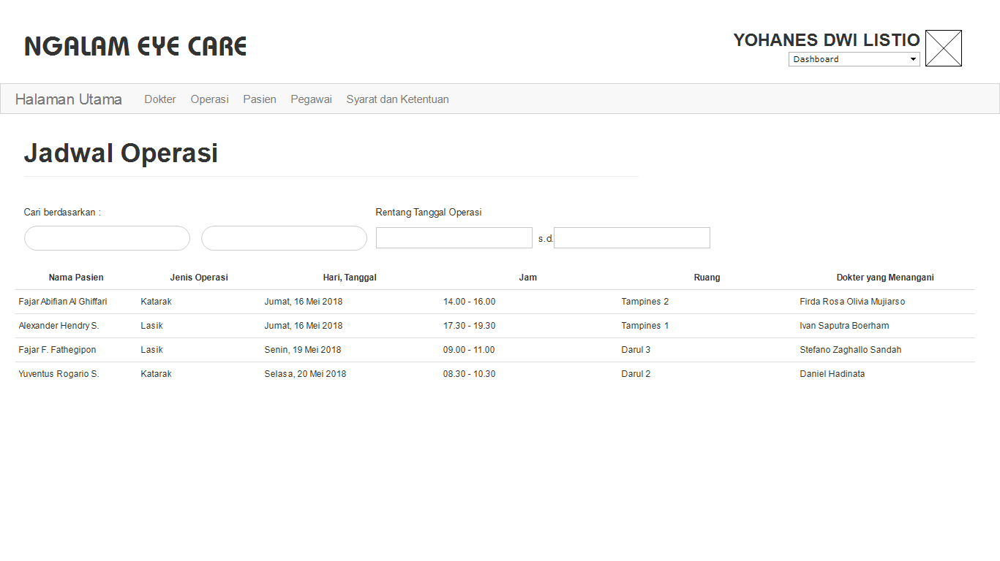 NGALAM EYE CARE
YOHANES DWI LISTIO
Dashboard
Halaman Utama Dokter Operasi Pasien Pegawai Syarat dan Ketentuan
Jadwal Operasi
Cari berdasarkan : Rentang Tanggal Operasi
s.d.
Nama Pasien Jenis Operasi Hari, Tanggal Jam Ruang Dokter yang Menangani
Fajar Abifian Al Ghiffari Katarak Jumat, 16 Mei 2018 14.00 - 16.00 Tampines 2 Firda Rosa Olivia Mujiarso
Alexander Hendry S. Lasik Jumat, 16 Mei 2018 17.30 - 19.30 Tampines 1 Ivan Saputra Boerham
Fajar F. Fathegipon Lasik Senin, 19 Mei 2018 09.00 - 11.00 Darul 3 Stefano Zaghallo Sandah
Yuventus Rogario S. Katarak Selasa, 20 Mei 2018 08.30 - 10.30 Darul 2 Daniel Hadinata